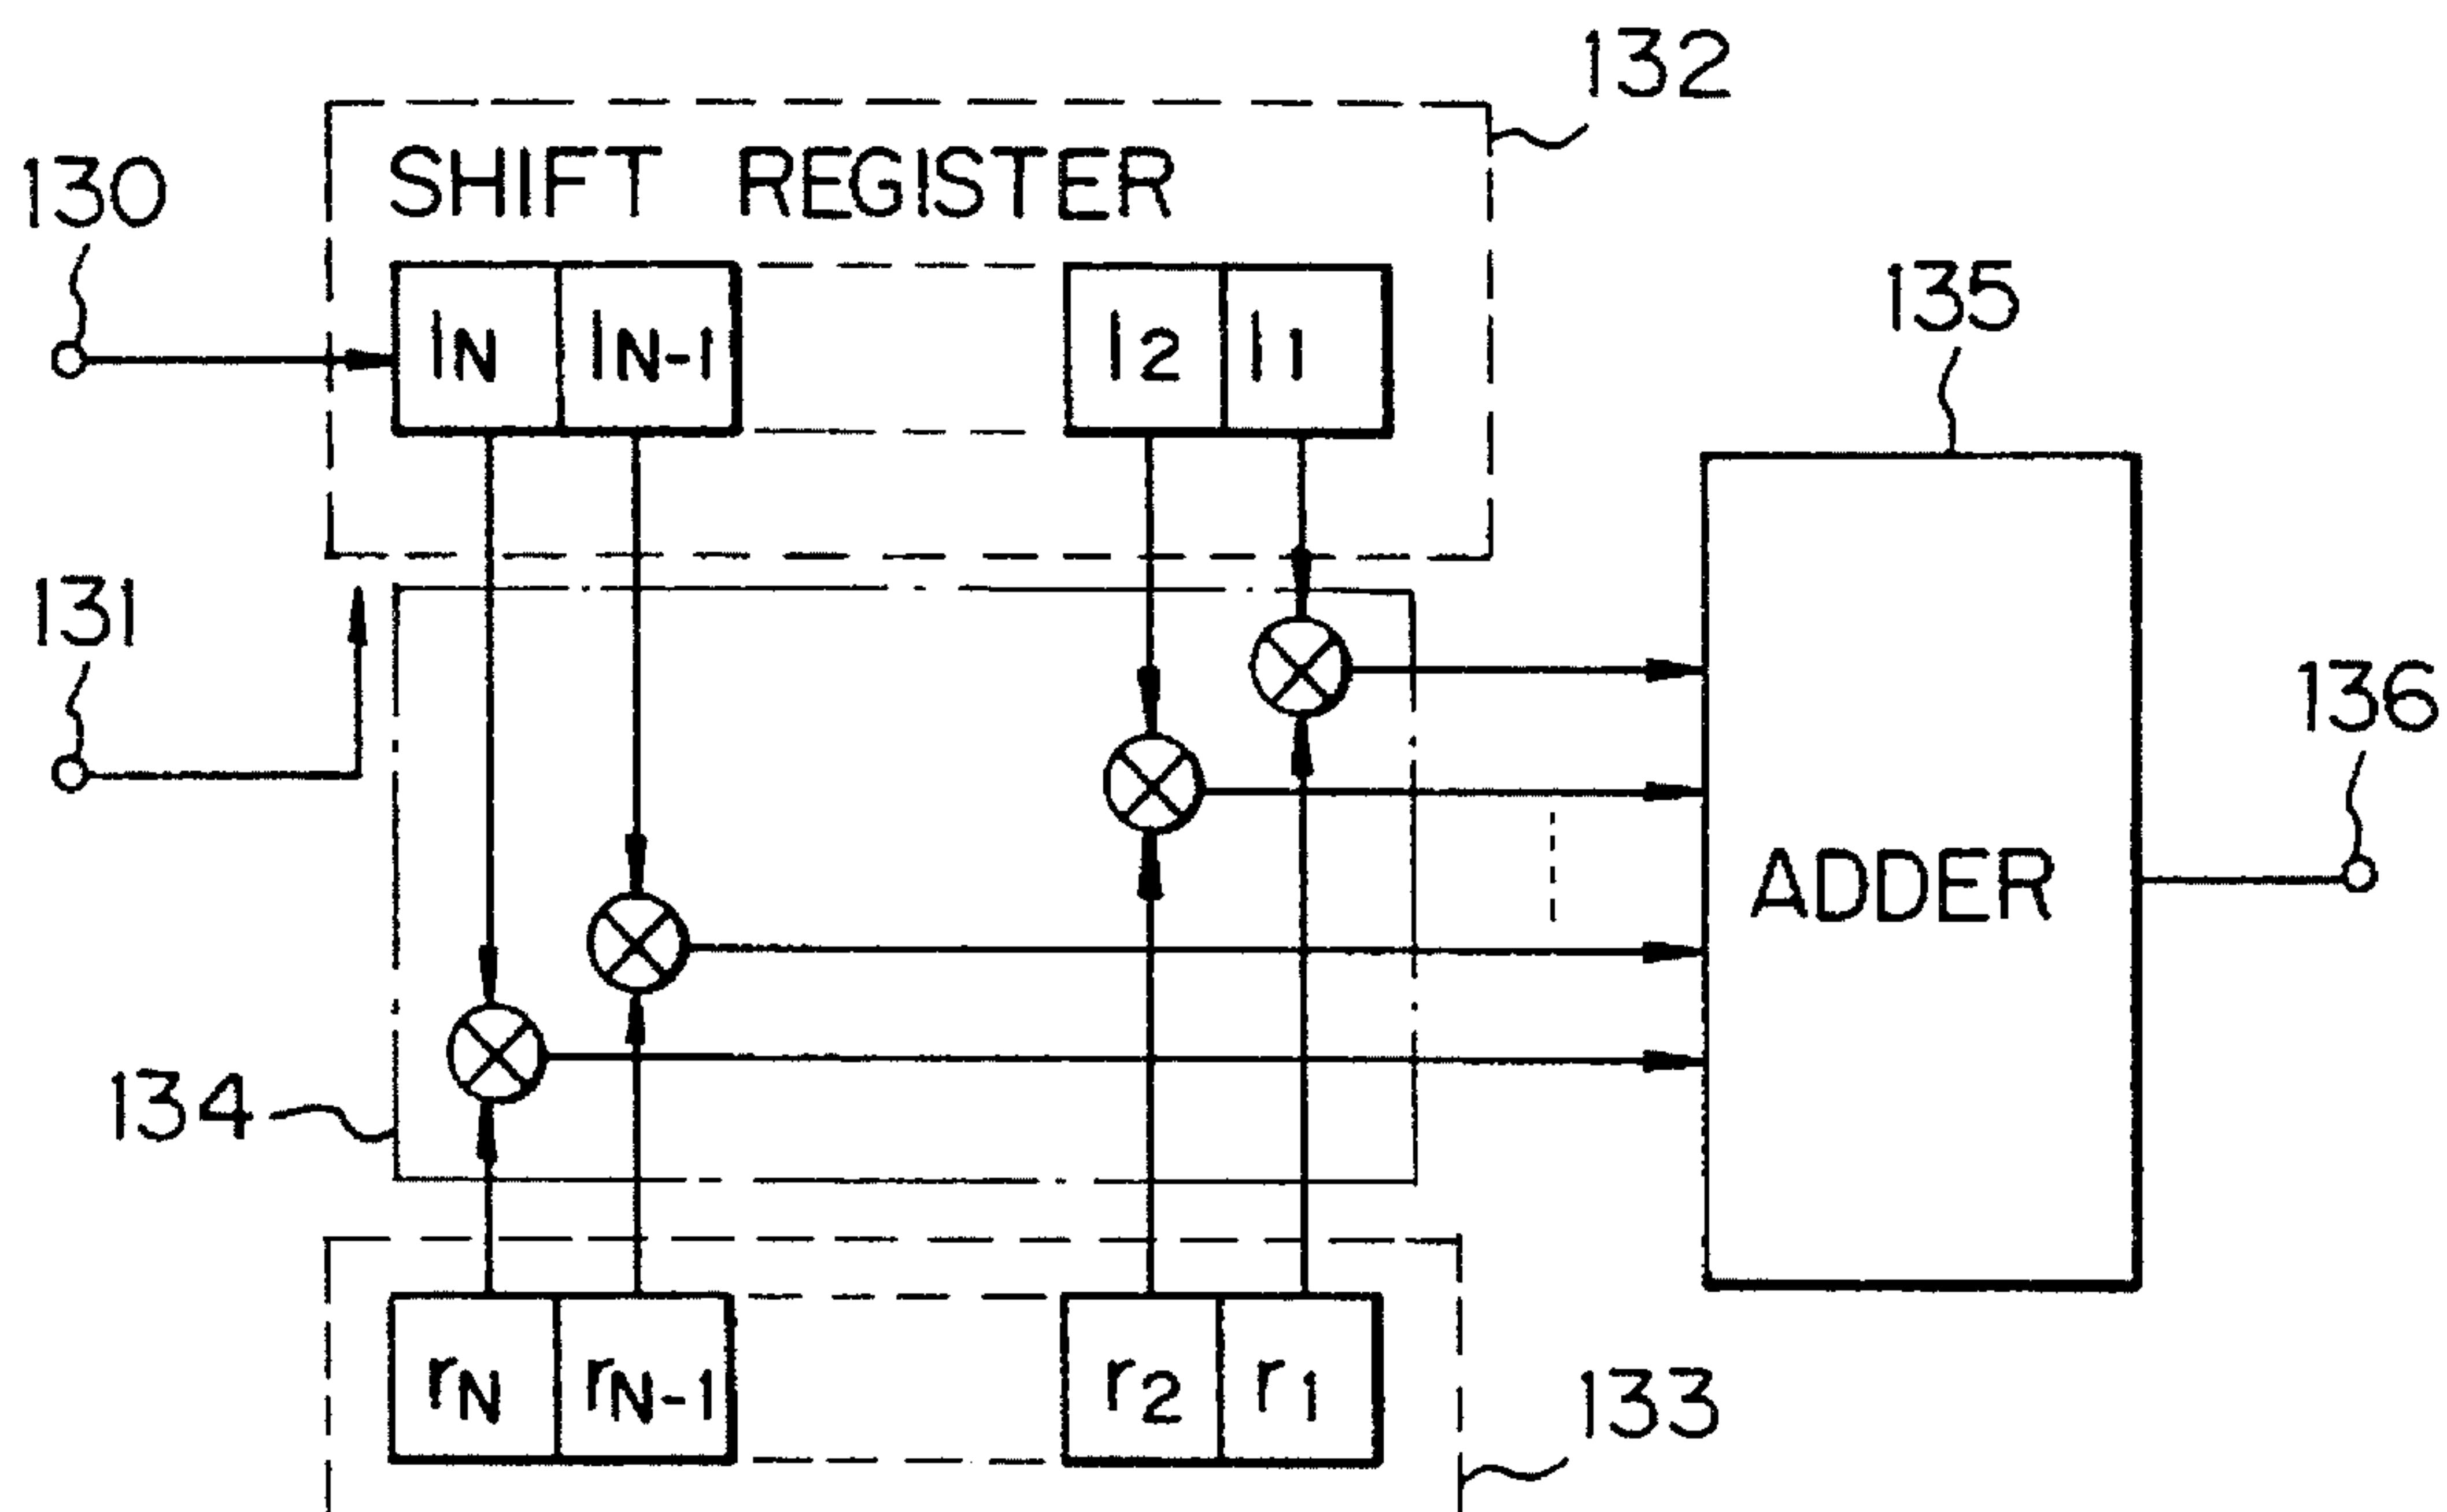 132
130
SHIFT REGISTER
IN IN-1 I2 I1
135
131
136
ADDER
134
rN rN-1 r2 r1
133